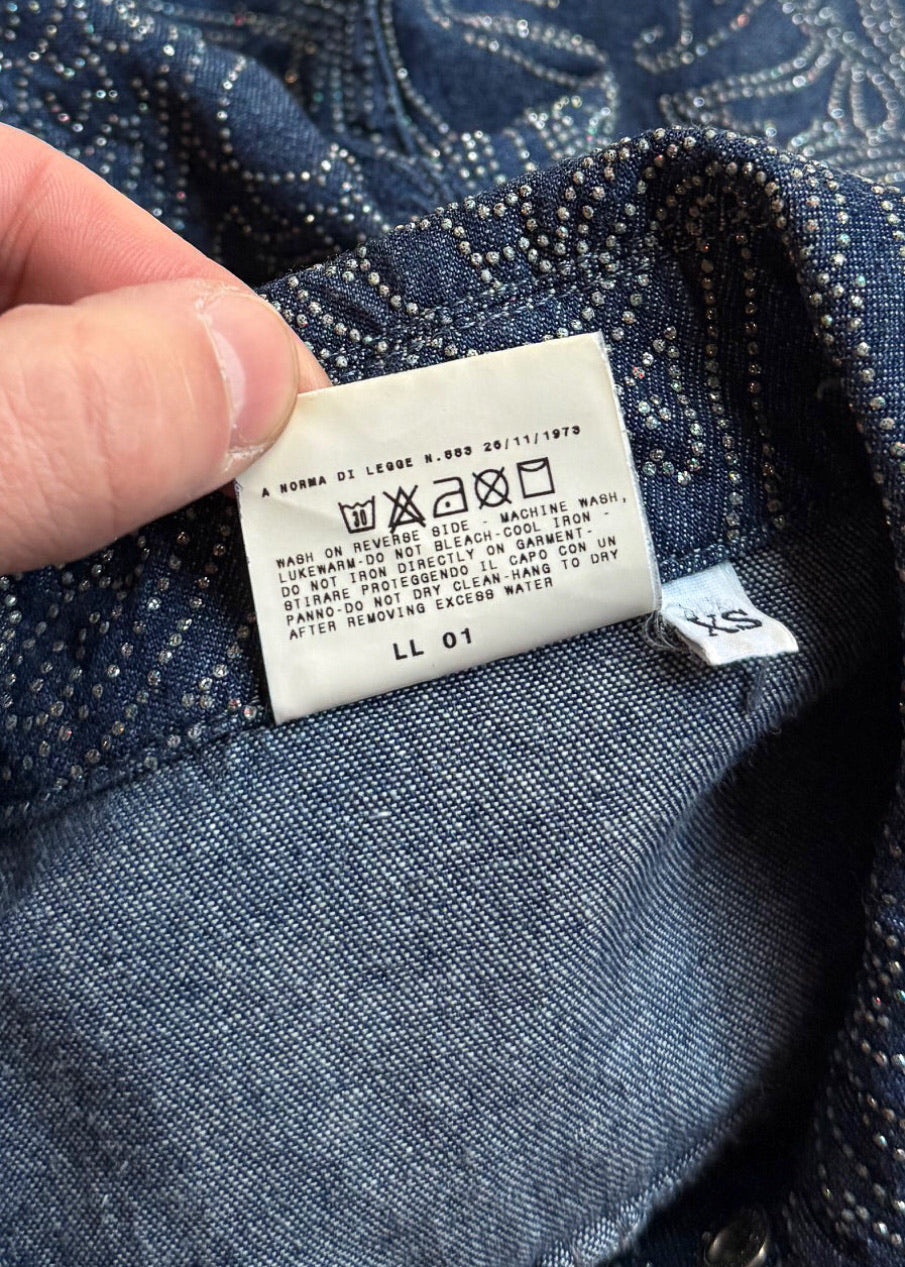 A NORMA DI LEGGE N.883 26/11/1973
30
WASH ON REVERSE SIDE - MACHINE WASH,
LUKEWARM-DO NOT BLEACH-COOL IRON -
DO NOT IRON DIRECTLY ON GARMENT-
STIRARE PROTEGGENDO IL CAPO CON UN
PANNO-DO NOT DRY CLEAN-HANG TO DRY
AFTER REMOVING EXCESS WATER
LL 01
XS